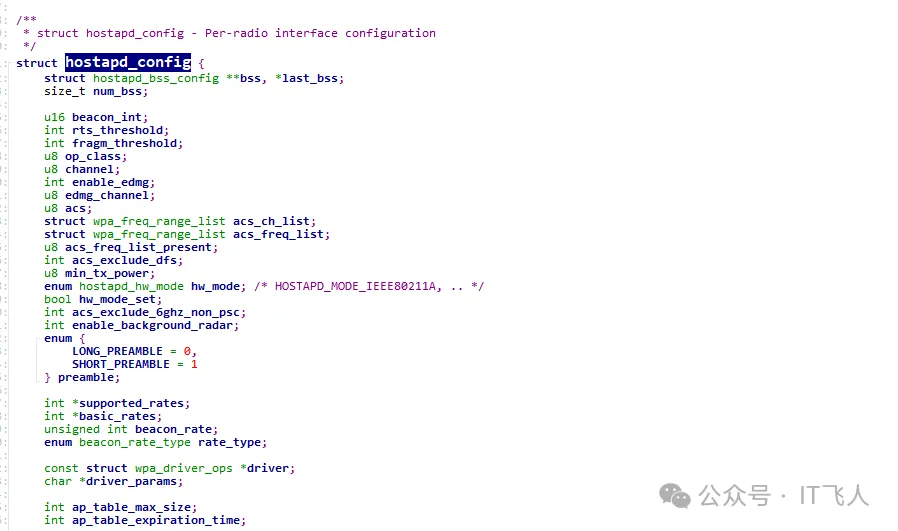 /**
 * struct hostapd_config - Per-radio interface configuration
 */
struct hostapd_config {
    struct hostapd_bss_config **bss, *last_bss;
    size_t num_bss;

    u16 beacon_int;
    int rts_threshold;
    int fragm_threshold;
    u8 op_class;
    u8 channel;
    int enable_edmg;
    u8 edmg_channel;
    u8 acs;
    struct wpa_freq_range_list acs_ch_list;
    struct wpa_freq_range_list acs_freq_list;
    u8 acs_freq_list_present;
    int acs_exclude_dfs;
    u8 min_tx_power;
    enum hostapd_hw_mode hw_mode; /* HOSTAPD_MODE_IEEE80211A, .. */
    bool hw_mode_set;
    int acs_exclude_6ghz_non_psc;
    int enable_background_radar;
    enum {
        LONG_PREAMBLE = 0,
        SHORT_PREAMBLE = 1
    } preamble;

    int *supported_rates;
    int *basic_rates;
    unsigned int beacon_rate;
    enum beacon_rate_type rate_type;

    const struct wpa_driver_ops *driver;
    char *driver_params;

    int ap_table_max_size;
    int ap_table_expiration_time;
公众号 · IT飞人